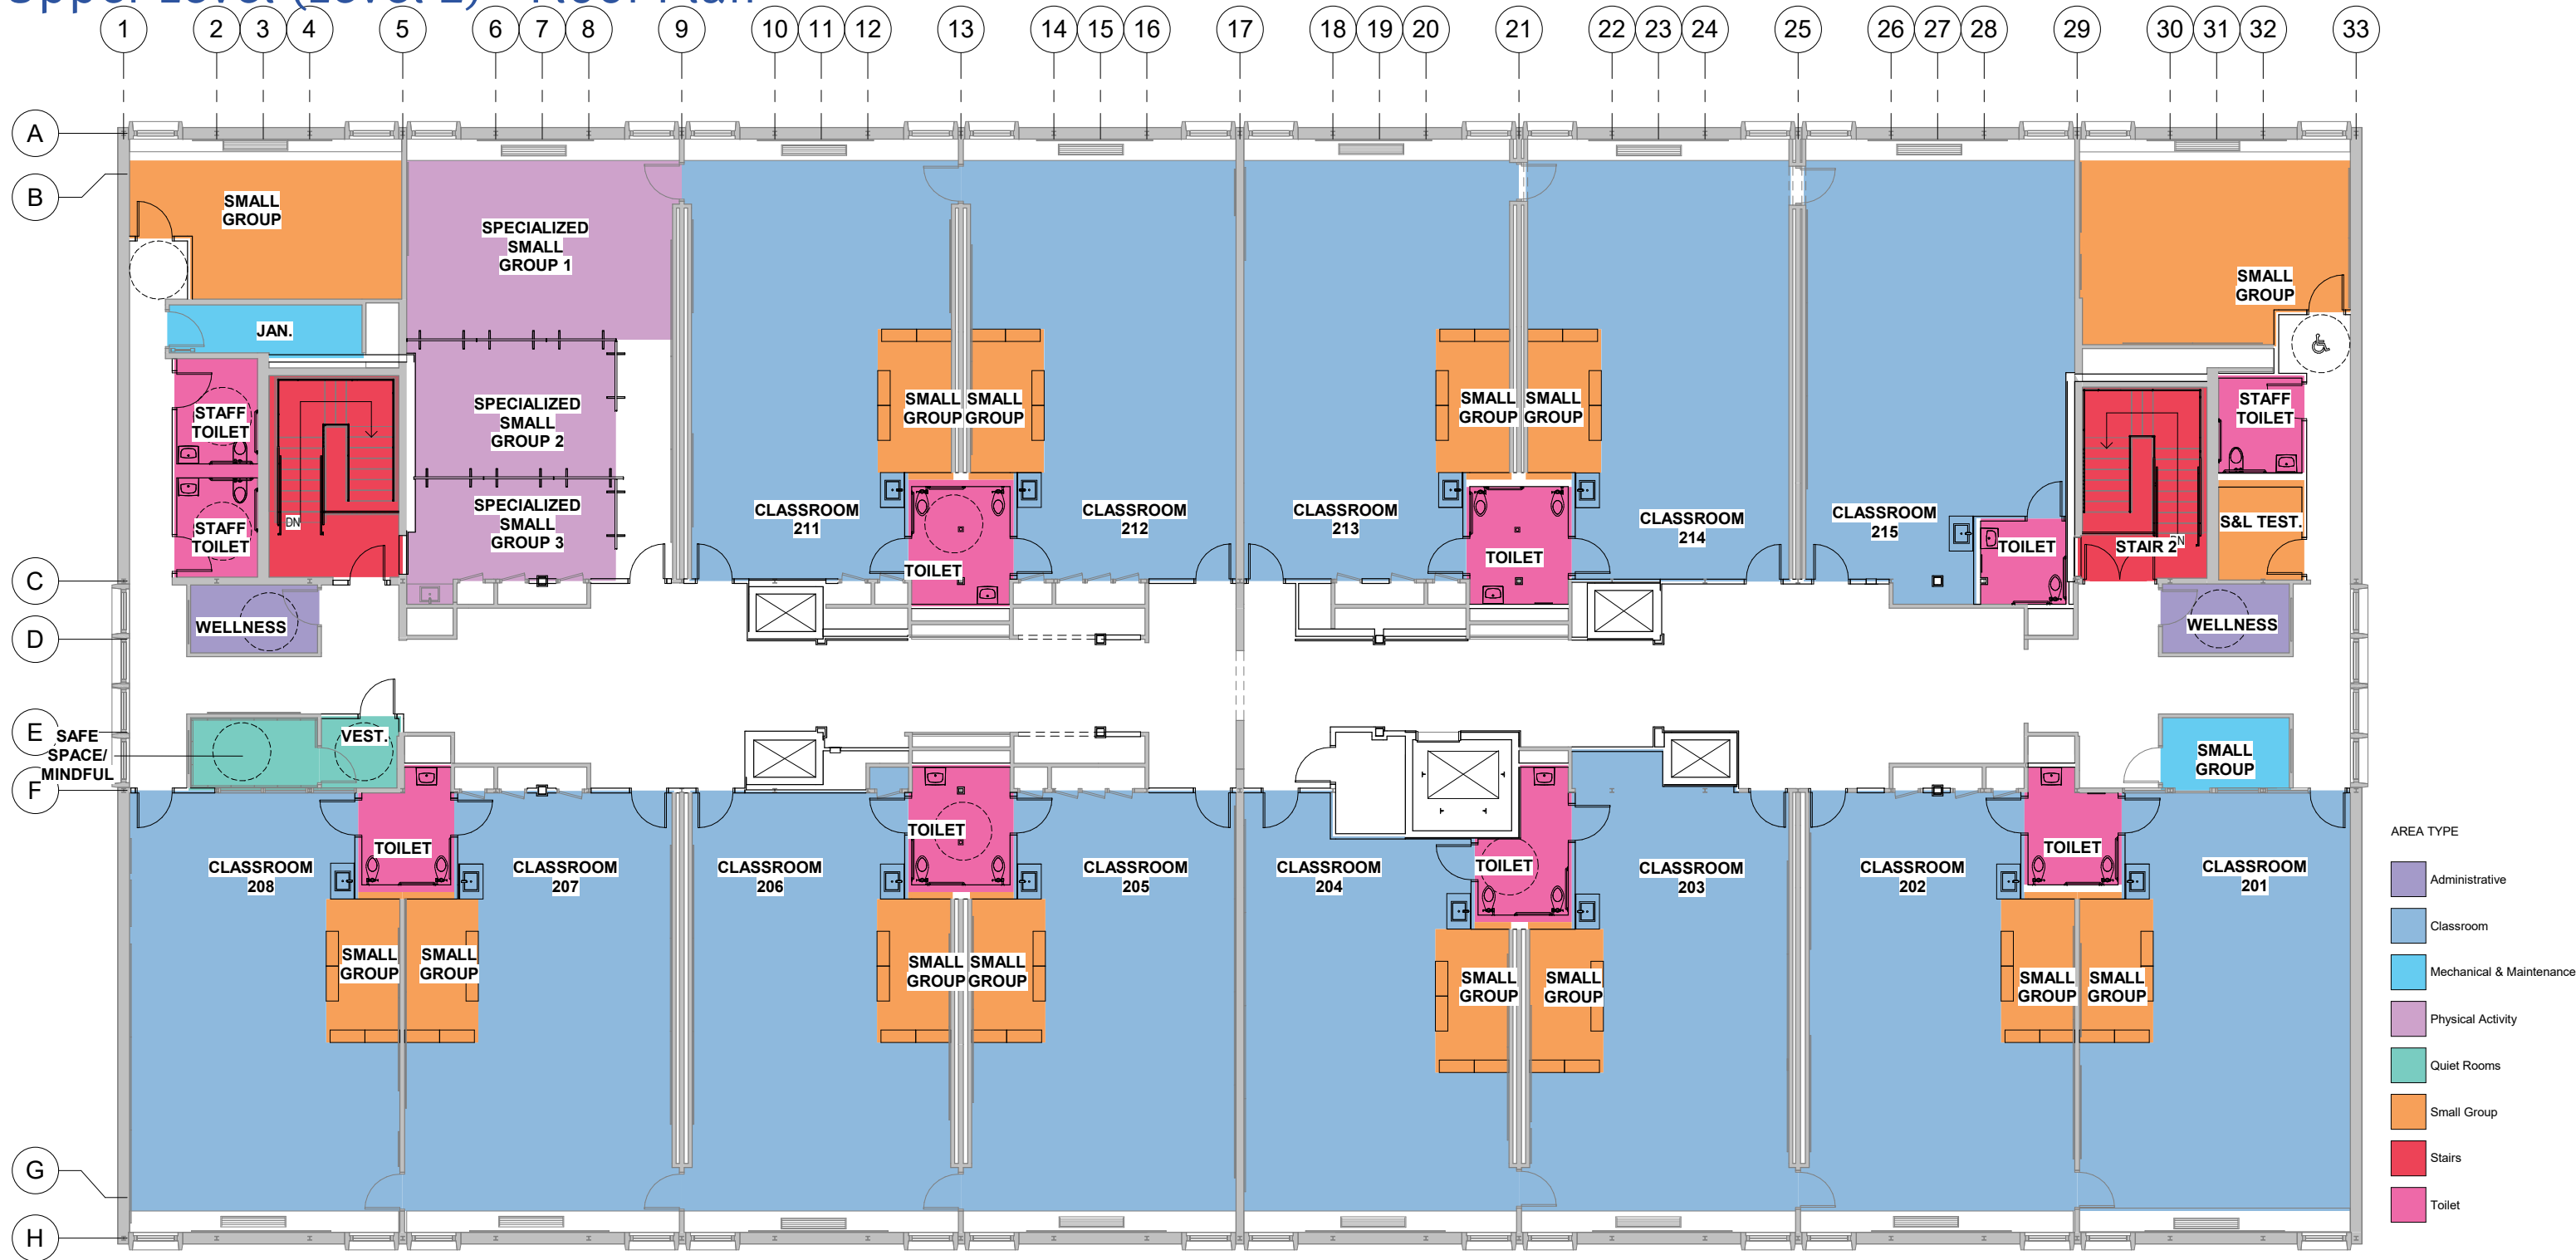 1 2 3 4 5 6 7 8 9 10 11 12 13 14 15 16 17 18 19 20 21 22 23 24 25 26 27 28 29 30 31 32 33
A
B
C
D
E
F
G
H
SMALL
GROUP
SPECIALIZED
SMALL
GROUP 1
SMALL
GROUP
JAN.
SPECIALIZED
SMALL
GROUP 2
STAFF
TOILET
SMALL
GROUP
SMALL
GROUP
SMALL
GROUP
SMALL
GROUP
STAFF
TOILET
STAFF
TOILET
DN
SPECIALIZED
SMALL
GROUP 3
CLASSROOM
211
CLASSROOM
212
CLASSROOM
213
CLASSROOM
214
CLASSROOM
215
S&L TEST.
TOILET
TOILET
TOILET
STAIR 2
WELLNESS
WELLNESS
SAFE
SPACE/
MINDFUL
VEST.
SMALL
GROUP
TOILET
TOILET
TOILET
TOILET
CLASSROOM
208
CLASSROOM
207
CLASSROOM
206
CLASSROOM
205
CLASSROOM
204
CLASSROOM
203
CLASSROOM
202
CLASSROOM
201
SMALL
GROUP
SMALL
GROUP
SMALL
GROUP
SMALL
GROUP
SMALL
GROUP
SMALL
GROUP
SMALL
GROUP
SMALL
GROUP
AREA TYPE
Administrative
Classroom
Mechanical & Maintenance
Physical Activity
Quiet Rooms
Small Group
Stairs
Toilet